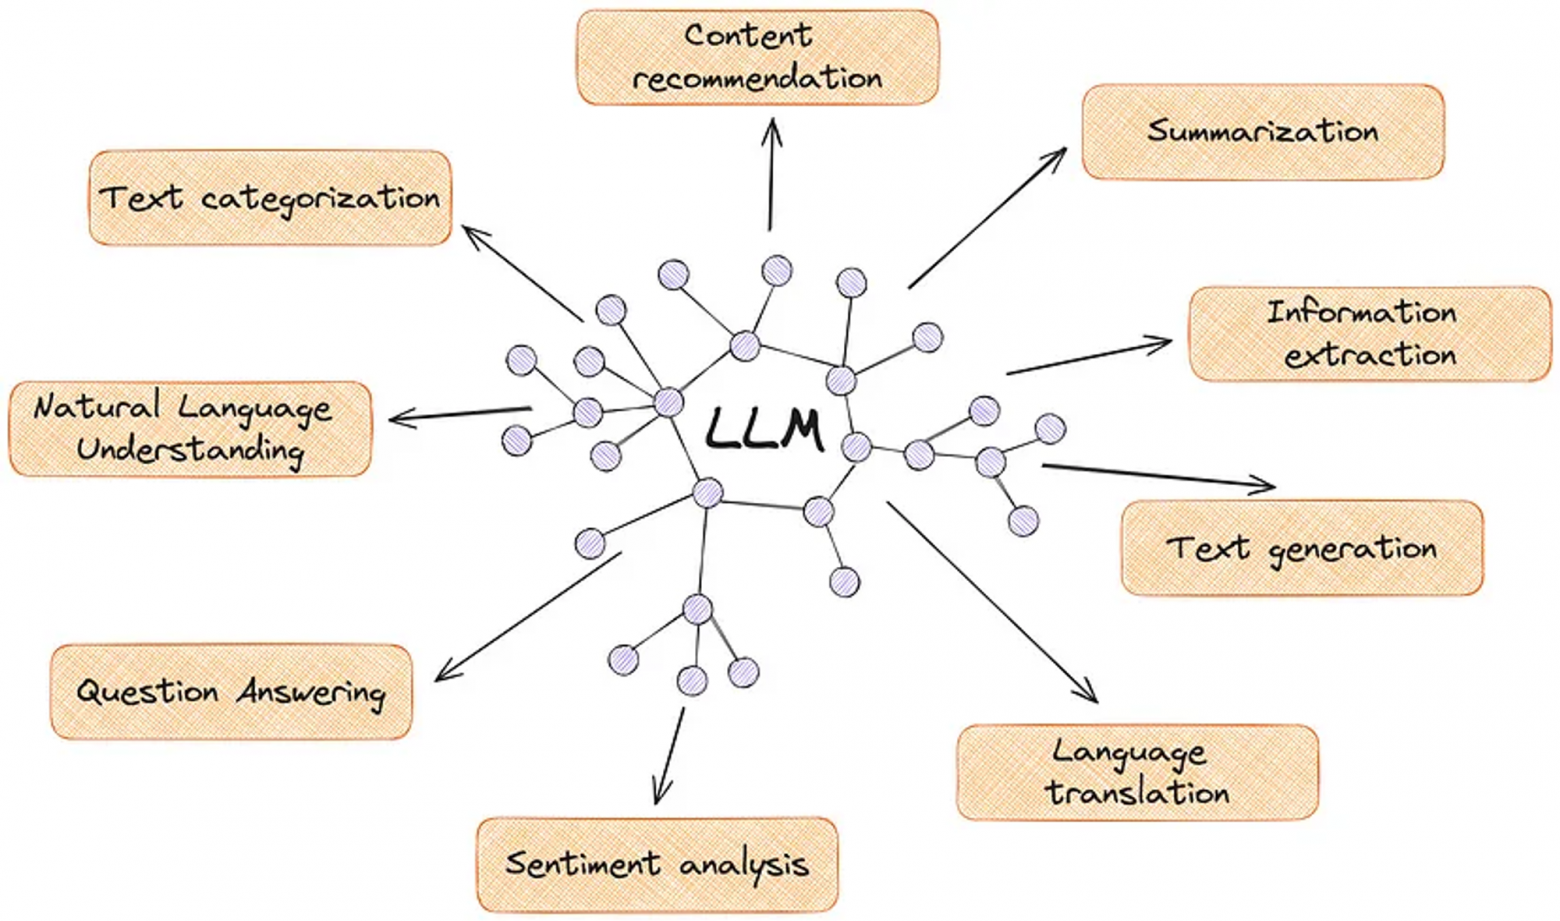 Content
recommendation
Summarization
Text categorization
Information
extraction
Natural Language
Understanding
LLM
Text generation
Question Answering
Language
translation
Sentiment analysis